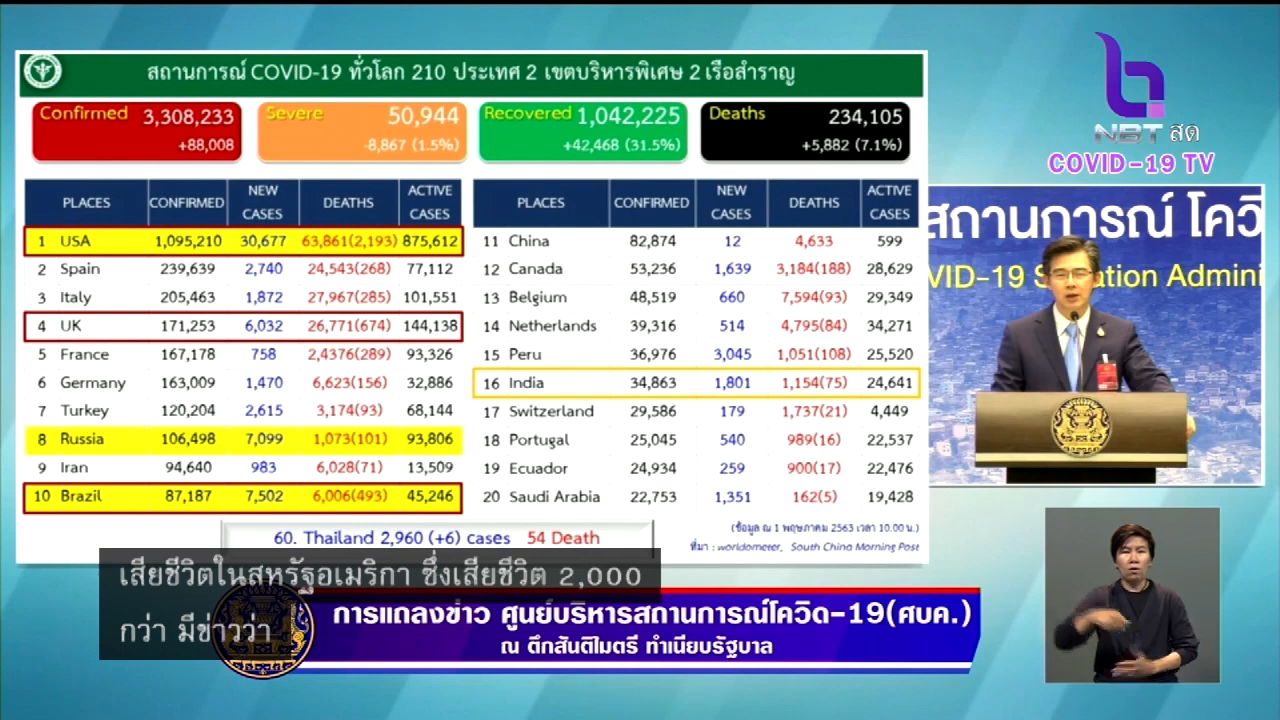 สถานการณ์ COVID-19 ทั่วโลก 210 ประเทศ 2 เขตบริหารพิเศษ 2 เรือสำราญ
Confirmed 3,308,233
+88,008
Severe 50,944
-8,867 (1.5%)
Recovered 1,042,225
+42,468 (31.5%)
Deaths 234,105
+5,882 (7.1%)
PLACES CONFIRMED NEW CASES DEATHS ACTIVE CASES
1 USA 1,095,210 30,677 63,861(2,193) 875,612
2 Spain 239,639 2,740 24,543(268) 77,112
3 Italy 205,463 1,872 27,967(285) 101,551
4 UK 171,253 6,032 26,771(674) 144,138
5 France 167,178 758 2,4376(289) 93,326
6 Germany 163,009 1,470 6,623(156) 32,886
7 Turkey 120,204 2,615 3,174(93) 68,144
8 Russia 106,498 7,099 1,073(101) 93,806
9 Iran 94,640 983 6,028(71) 13,509
10 Brazil 87,187 7,502 6,006(493) 45,246
PLACES CONFIRMED NEW CASES DEATHS ACTIVE CASES
11 China 82,874 12 4,633 599
12 Canada 53,236 1,639 3,184(188) 28,629
13 Belgium 48,519 660 7,594(93) 29,349
14 Netherlands 39,316 514 4,795(84) 34,271
15 Peru 36,976 3,045 1,051(108) 25,520
16 India 34,863 1,801 1,154(75) 24,641
17 Switzerland 29,586 179 1,737(21) 4,449
18 Portugal 25,045 540 989(16) 22,537
19 Ecuador 24,934 259 900(17) 22,476
20 Saudi Arabia 22,753 1,351 162(5) 19,428
60. Thailand 2,960 (+6) cases 54 Death
(ข้อมูล ณ 1 พฤษภาคม 2563 เวลา 10.00 น.)
ที่มา : worldometer, South China Morning Post
NBT สด
COVID-19 TV
สถานการณ์ โควิ
VID-19 S ation Admini
เสียชีวิตในสหรัฐอเมริกา ซึ่งเสียชีวิต 2,000
กว่า มีข่าวว่า
การแถลงข่าว ศูนย์บริหารสถานการณ์โควิด-19(ศบค.)
ณ ตึกสันติไมตรี ทำเนียบรัฐบาล